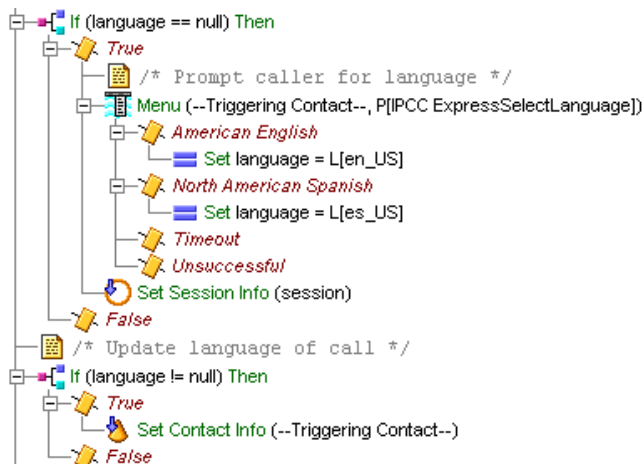 If (language == null) Then
True
/* Prompt caller for language */
Menu (--Triggering Contact--, P[IPCC ExpressSelectLanguage])
American English
Set language = L[en_US]
North American Spanish
Set language = L[es_US]
Timeout
Unsuccessful
Set Session Info (session)
False
/* Update language of call */
If (language != null) Then
True
Set Contact Info (--Triggering Contact--)
False